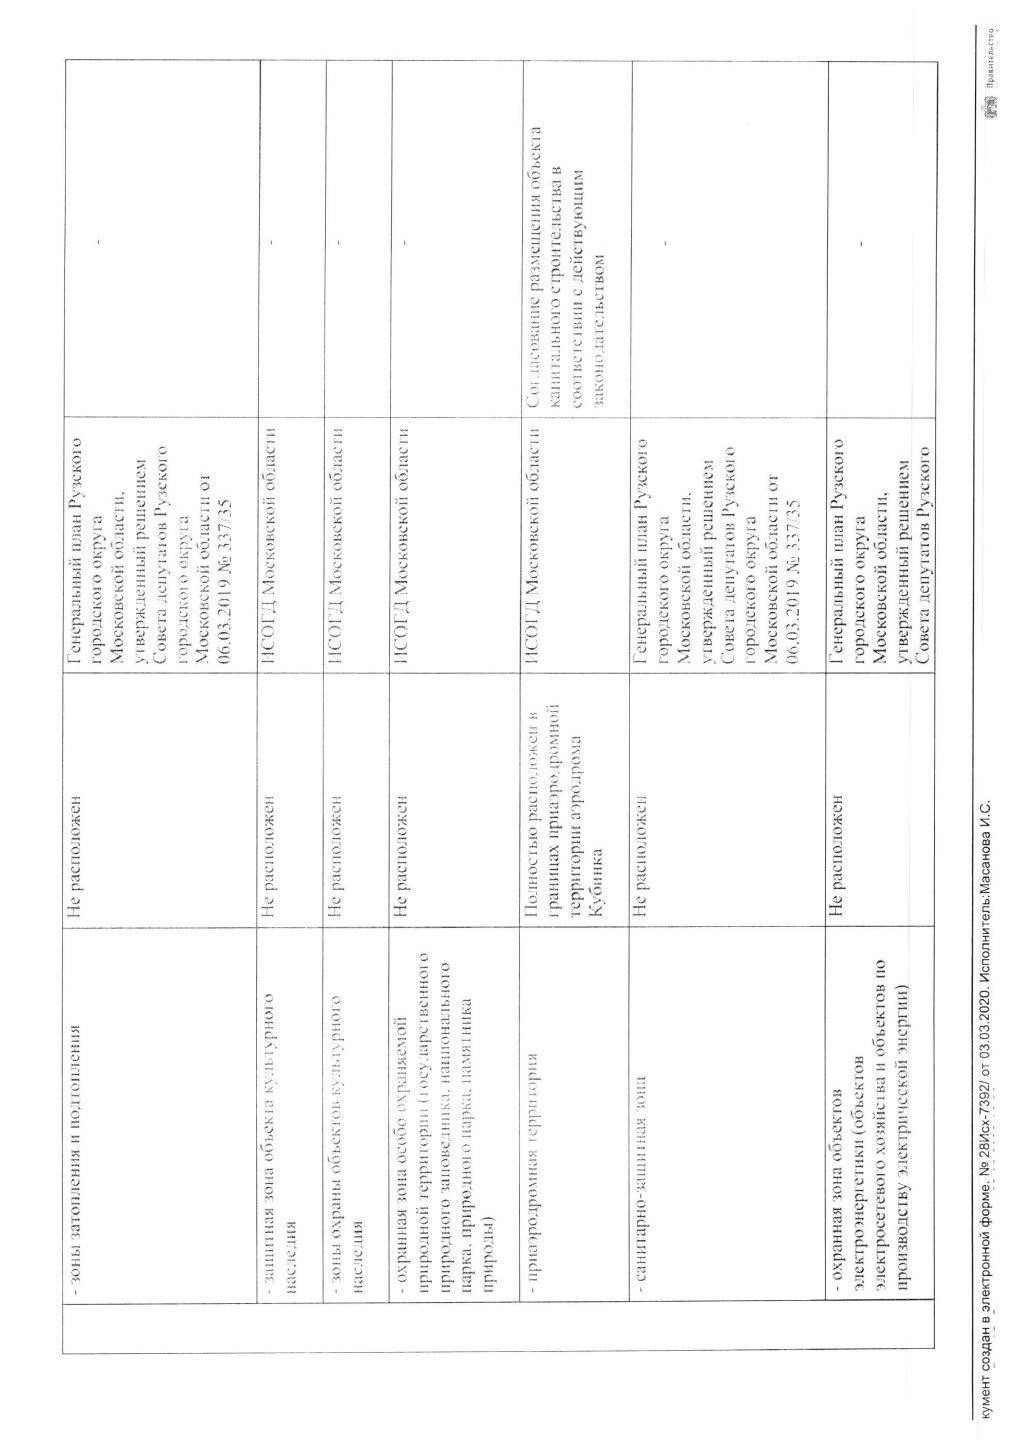 - зоны затопления и подтопления
Не расположен
Генеральный план Рузского
городского округа
Московской области,
утвержденный решением
Совета депутатов Рузского
городского округа
Московской области от
06.03.2019 № 337/35
-
- защитная зона объекта культурного
наследия
Не расположен
ИСОГД Московской области
-
- зоны охраны объектов культурного
наследия
Не расположен
ИСОГД Московской области
-
- охранная зона особо охраняемой
природной территории (государственного
природного заповедника, национального
парка, природного парка, памятника
природы)
Не расположен
ИСОГД Московской области
-
- приаэродромная территория
Полностью расположен в
границах приаэродромной
территории аэродрома
Кубинка
ИСОГД Московской области
Согласование размещения объекта
капитального строительства в
соответствии с действующим
законодательством
- санитарно-защитная зона
Не расположен
Генеральный план Рузского
городского округа
Московской области,
утвержденный решением
Совета депутатов Рузского
городского округа
Московской области от
06.03.2019 № 337/35
-
- охранная зона объектов
электроэнергетики (объектов
электросетевого хозяйства и объектов по
производству электрической энергии)
Не расположен
Генеральный план Рузского
городского округа
Московской области,
утвержденный решением
Совета депутатов Рузского
-
кумент создан в электронной форме. № 28Исх-7392/ от 03.03.2020. Исполнитель:Масанова И.С.
Правительство